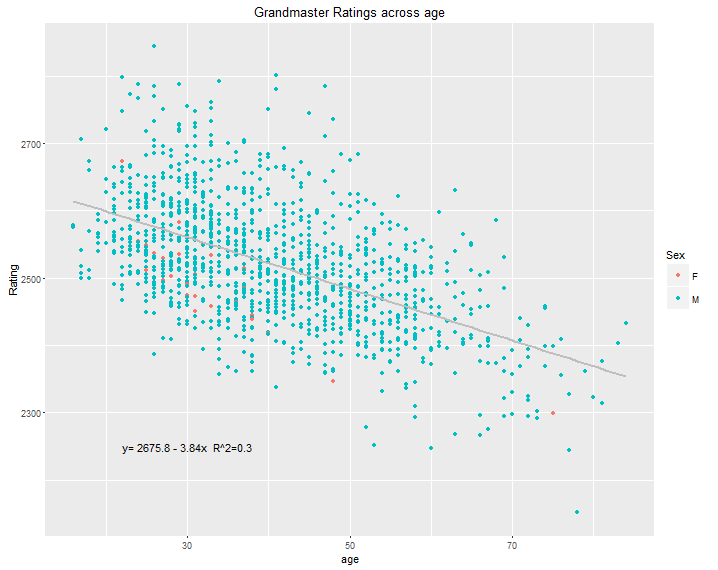 Grandmaster Ratings across age
2700
2500
2300
Rating
y= 2675.8 - 3.84x  R^2=0.3
30
50
70
age
Sex
F
M